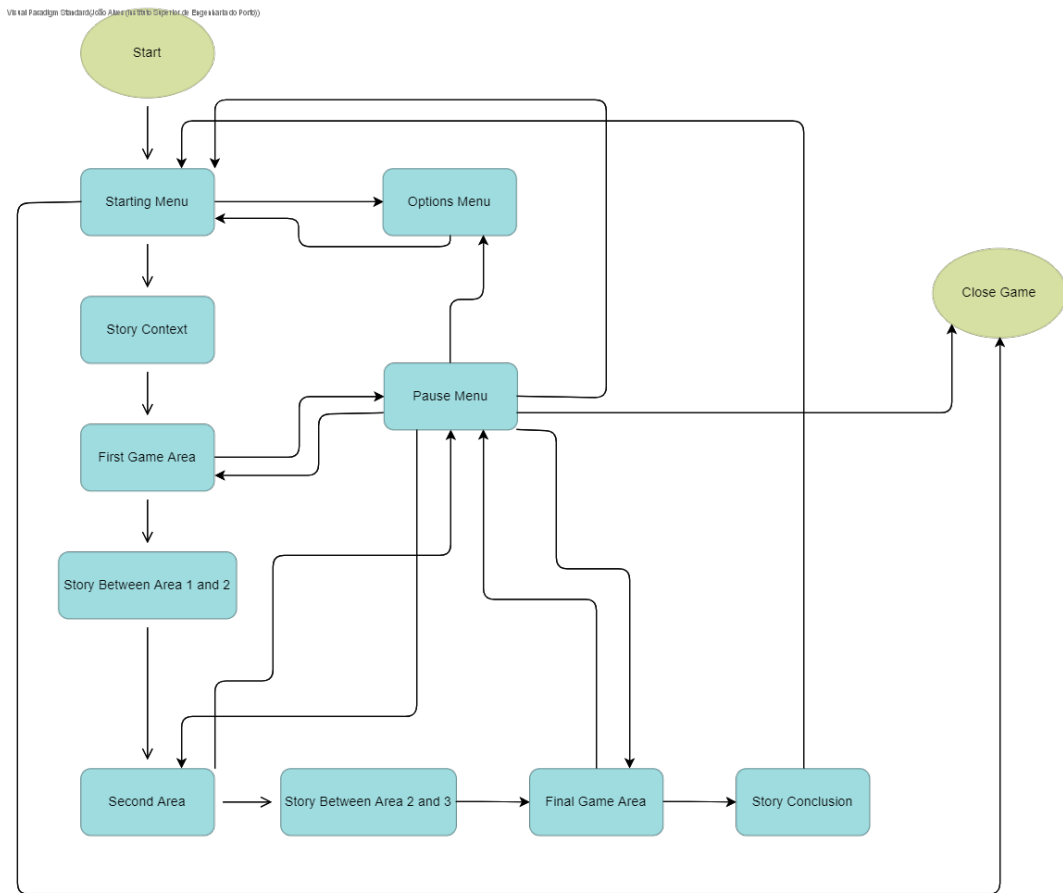 Visual Paradigm Standard(João Alves(Instituto Superior de Engenharia do Porto))
Start
Starting Menu
Options Menu
Close Game
Story Context
Pause Menu
First Game Area
Story Between Area 1 and 2
Second Area
Story Between Area 2 and 3
Final Game Area
Story Conclusion